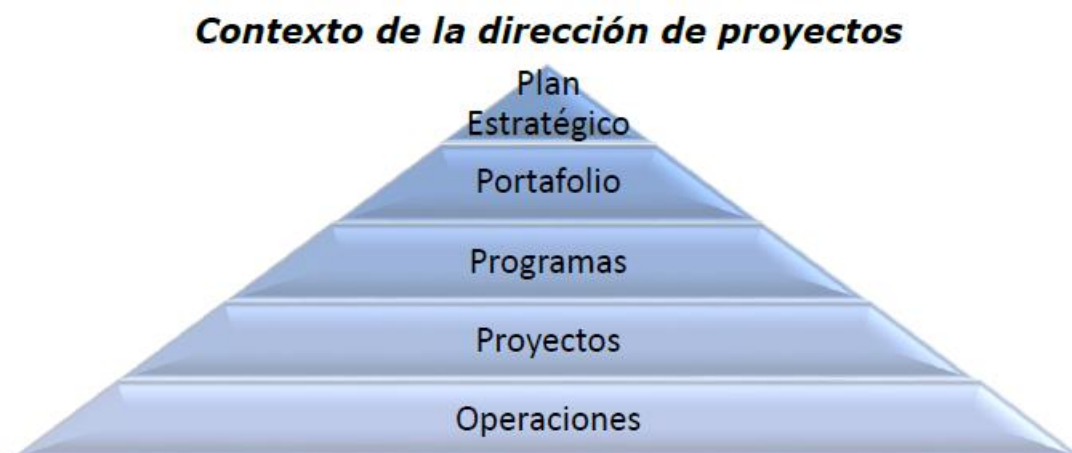 Contexto de la dirección de proyectos
Plan
Estratégico
Portafolio
Programas
Proyectos
Operaciones